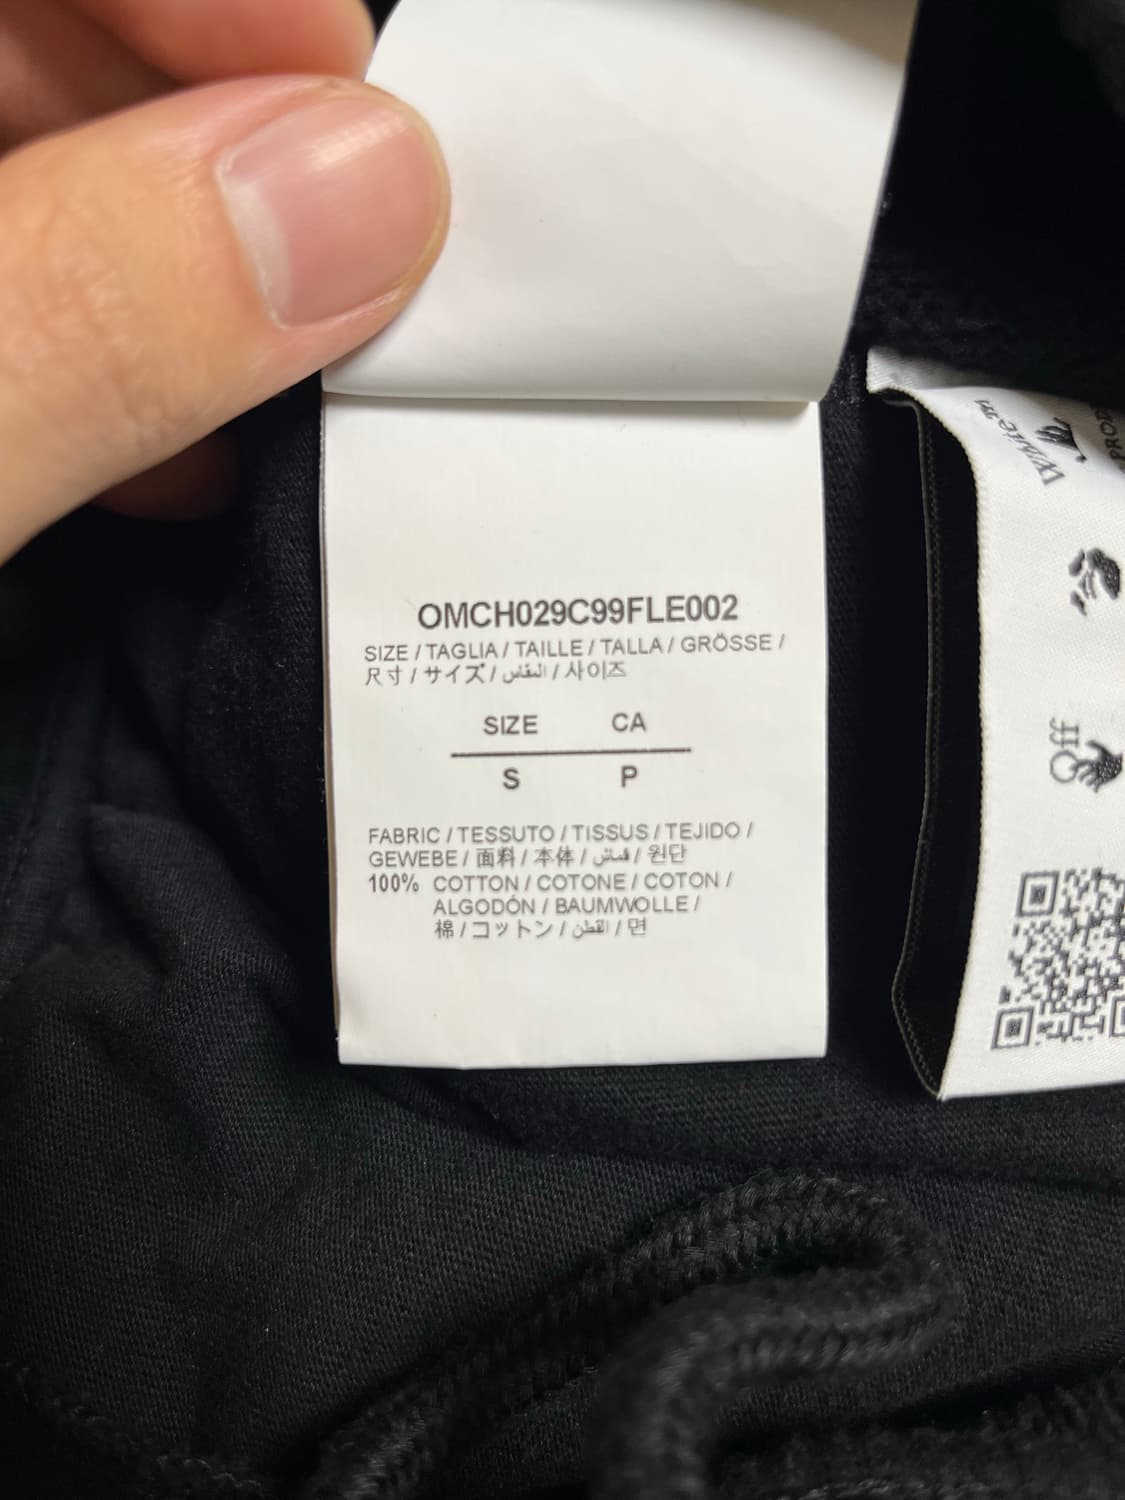 OMCH029C99FLE002
SIZE / TAGLIA / TAILLE / TALLA / GRÖSSE /
尺寸 / サイズ / المقاس / 사이즈
SIZE CA
S P
FABRIC / TESSUTO / TISSUS / TEJIDO /
GEWEBE / 面料 / 本体 / قماش / 원단
100% COTTON / COTONE / COTON /
ALGODÓN / BAUMWOLLE /
棉 / コットン / القطن / 면
White™
Off